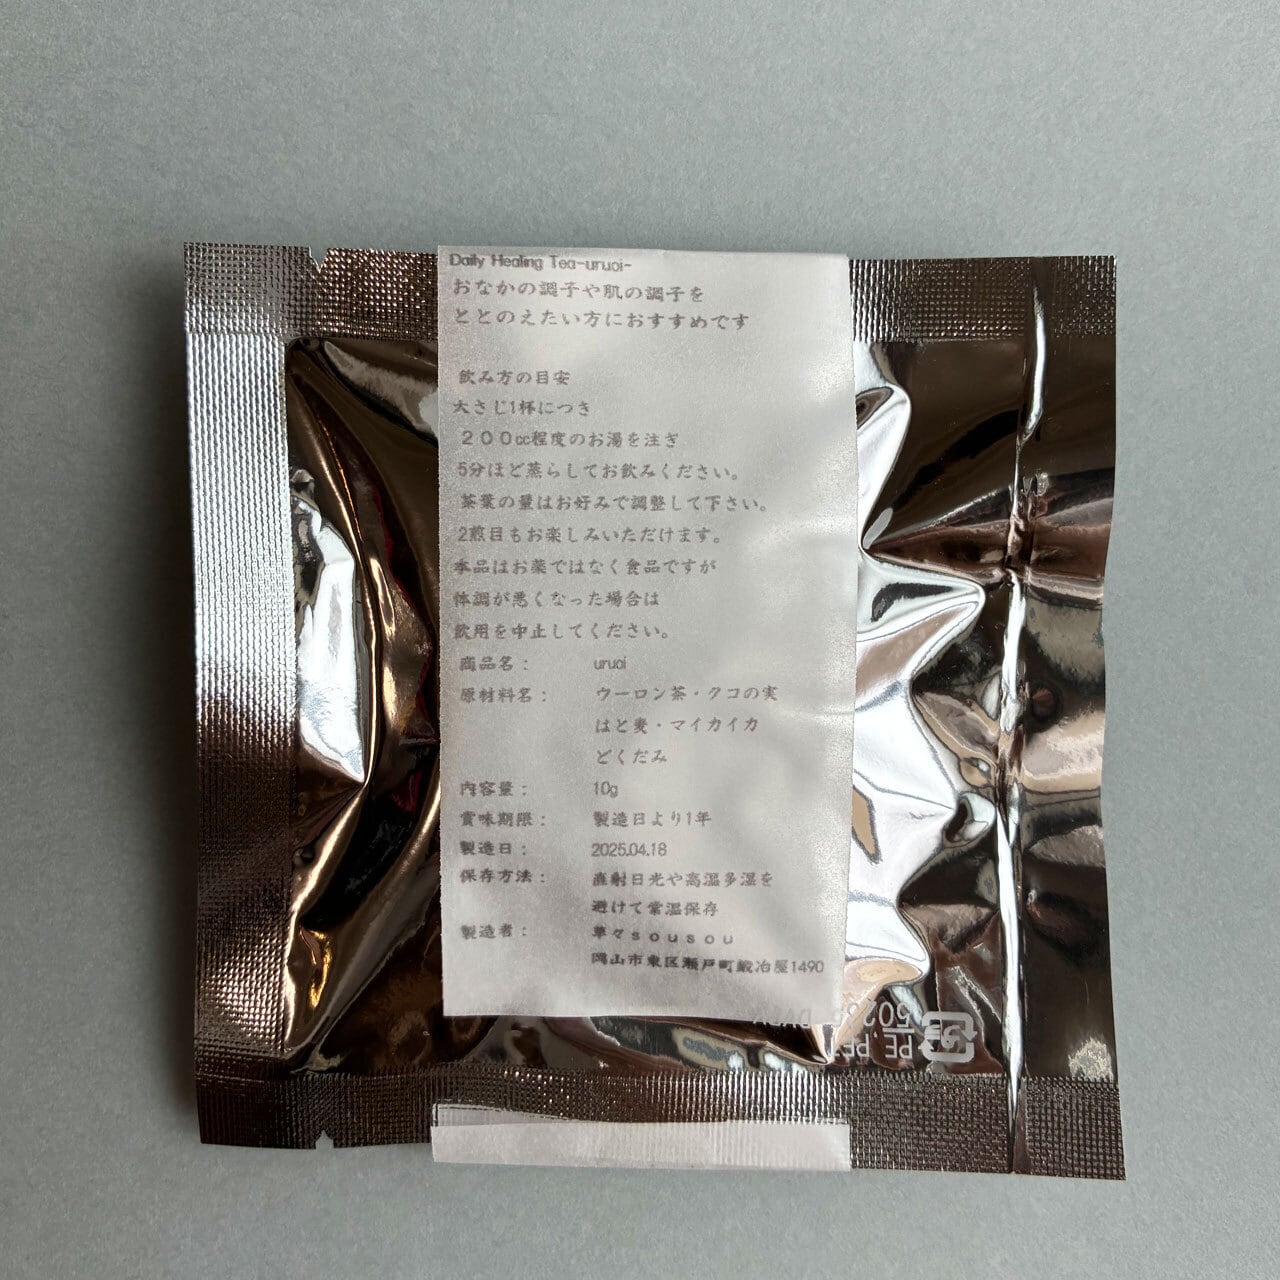 Daily Healing Tea-uruoi-
おなかの調子や肌の調子を
ととのえたい方におすすめです
飲み方の目安
大さじ1杯につき
２００㏄程度のお湯を注ぎ
5分ほど蒸らしてお飲みください。
茶葉の量はお好みで調整して下さい。
2煎目もお楽しみいただけます。
本品はお薬ではなく食品ですが
体調が悪くなった場合は
飲用を中止してください。
商品名： uruoi
原材料名： ウーロン茶・クコの実
はと麦・マイカイカ
どくだみ
内容量： 10g
賞味期限： 製造日より1年
製造日： 2025.04.18
保存方法： 直射日光や高温多湿を
避けて常温保存
製造者： 草々ｓｏｕｓｏｕ
岡山市東区瀬戸町鍛冶屋1490
PE,PET